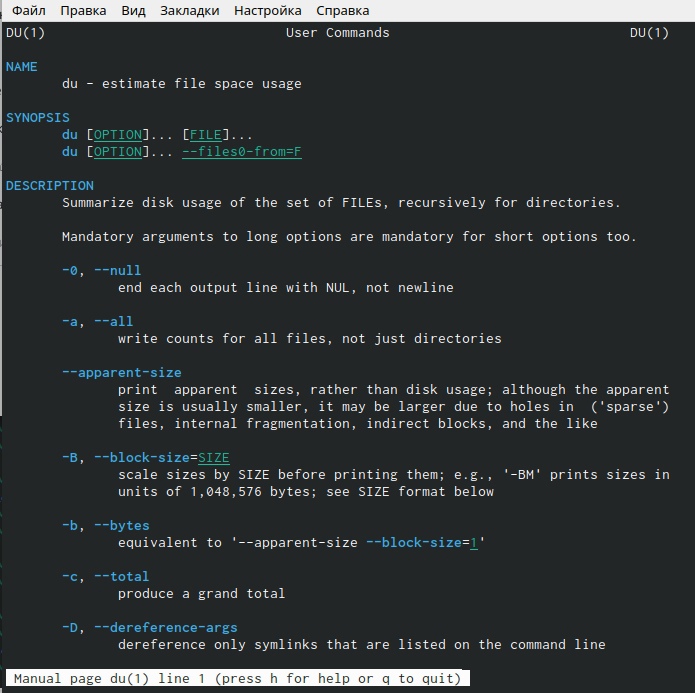 Файл Правка Вид Закладки Настройка Справка
DU(1) User Commands DU(1)
NAME
du - estimate file space usage
SYNOPSIS
du [OPTION]... [FILE]...
du [OPTION]... --files0-from=F
DESCRIPTION
Summarize disk usage of the set of FILEs, recursively for directories.
Mandatory arguments to long options are mandatory for short options too.
-0, --null
end each output line with NUL, not newline
-a, --all
write counts for all files, not just directories
--apparent-size
print apparent sizes, rather than disk usage; although the apparent
size is usually smaller, it may be larger due to holes in ('sparse')
files, internal fragmentation, indirect blocks, and the like
-B, --block-size=SIZE
scale sizes by SIZE before printing them; e.g., '-BM' prints sizes in
units of 1,048,576 bytes; see SIZE format below
-b, --bytes
equivalent to '--apparent-size --block-size=1'
-c, --total
produce a grand total
-D, --dereference-args
dereference only symlinks that are listed on the command line
Manual page du(1) line 1 (press h for help or q to quit)